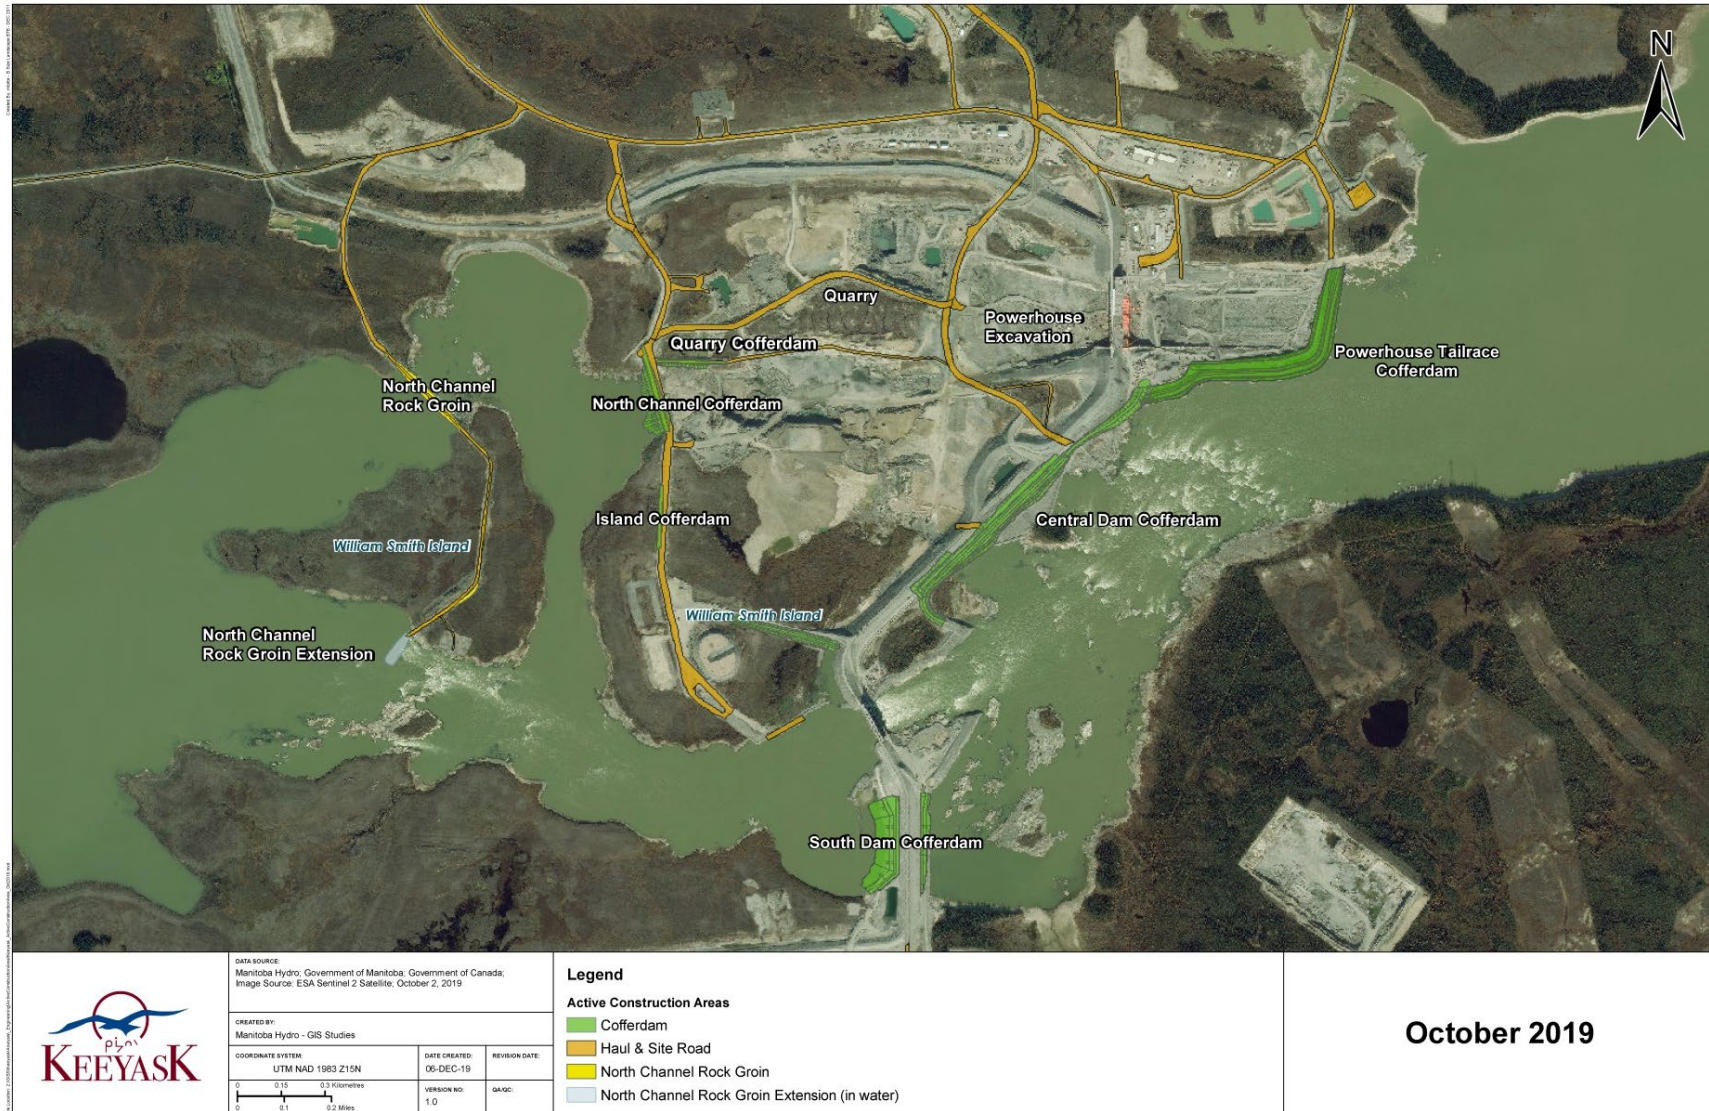 N
Quarry
Powerhouse
Excavation
Quarry Cofferdam
Powerhouse Tailrace
Cofferdam
North Channel
Rock Groin
North Channel Cofferdam
Island Cofferdam
Central Dam Cofferdam
William Smith Island
William Smith Island
North Channel
Rock Groin Extension
South Dam Cofferdam
KEEYASK
DATA SOURCE:
Manitoba Hydro; Government of Manitoba; Government of Canada;
Image Source: ESA Sentinel 2 Satellite; October 2, 2019
CREATED BY:
Manitoba Hydro - GIS Studies
COORDINATE SYSTEM:
UTM NAD 1983 Z15N
DATE CREATED:
06-DEC-19
REVISION DATE:
0 0.15 0.3 Kilometres
0 0.1 0.2 Miles
VERSION NO:
1.0
QA/QC:
Legend
Active Construction Areas
Cofferdam
Haul & Site Road
North Channel Rock Groin
North Channel Rock Groin Extension (in water)
October 2019